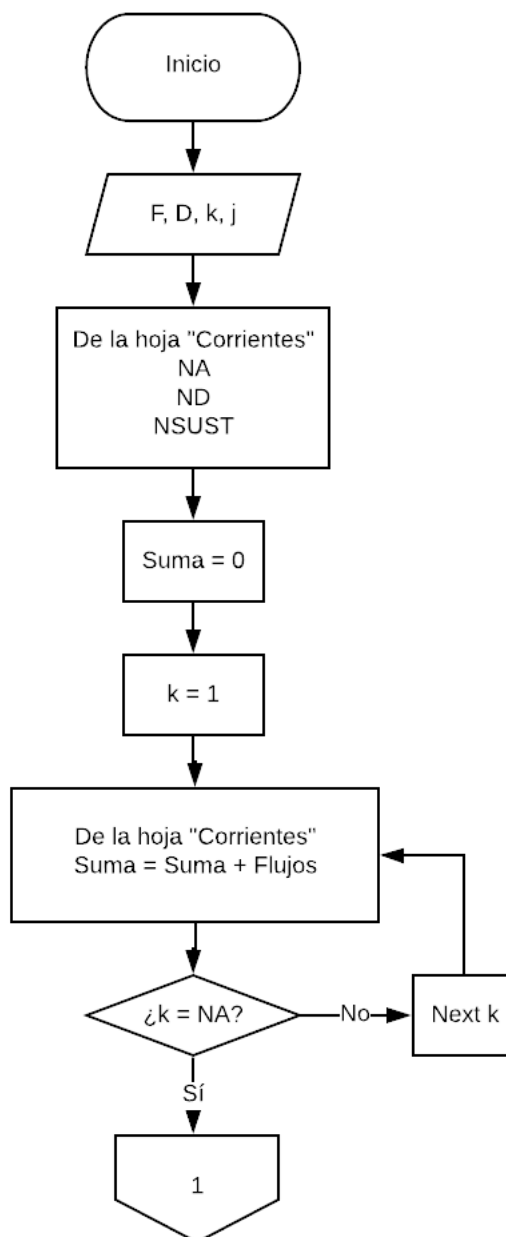 Inicio
F, D, k, j
De la hoja "Corrientes"
NA
ND
NSUST
Suma = 0
k = 1
De la hoja "Corrientes"
Suma = Suma + Flujos
¿k = NA?
No
Next k
Sí
1